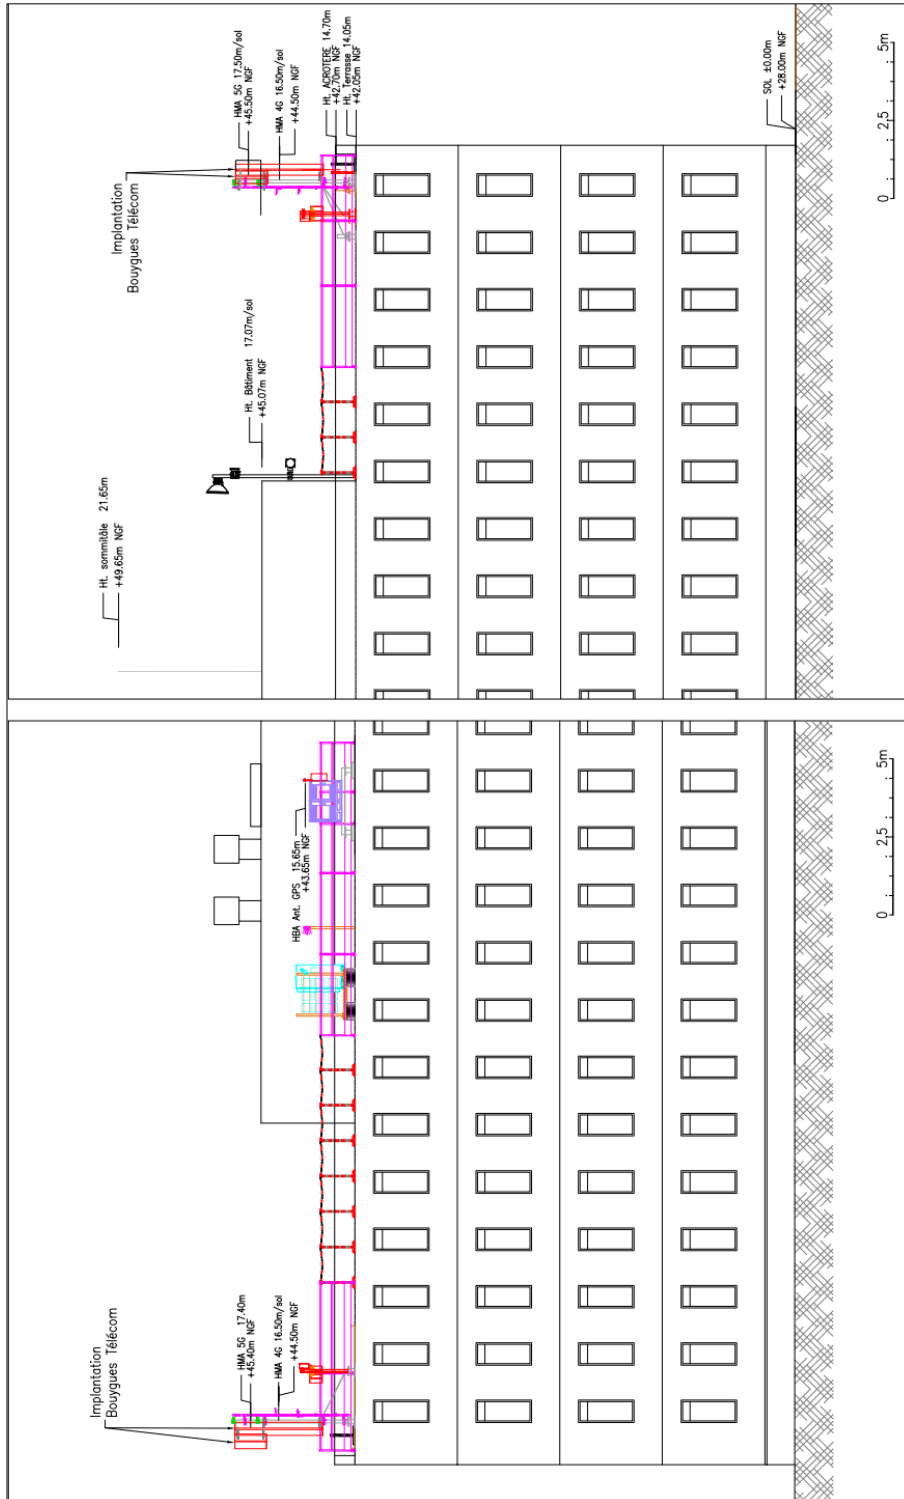 Implantation
Bouygues Télécom
HMA 5G 17.50m/sol
+45.50m NGF
HMA 4G 16.50m/sol
+44.50m NGF
Ht. ACROTERE 14.70m
+42.70m NGF
Ht. Terrasse 14.05m
+42.05m NGF
SOL ±0.00m
+28.00m NGF
Ht. Bâtiment 17.07m/sol
+45.07m NGF
Ht. sommitâle 21.65m
+49.65m NGF
0 2,5 5m
HBA Ant. GPS 15.65m
+43.65m NGF
Implantation
Bouygues Télécom
HMA 5G 17.40m
+45.40m NGF
HMA 4G 16.50m/sol
+44.50m NGF
0 2,5 5m